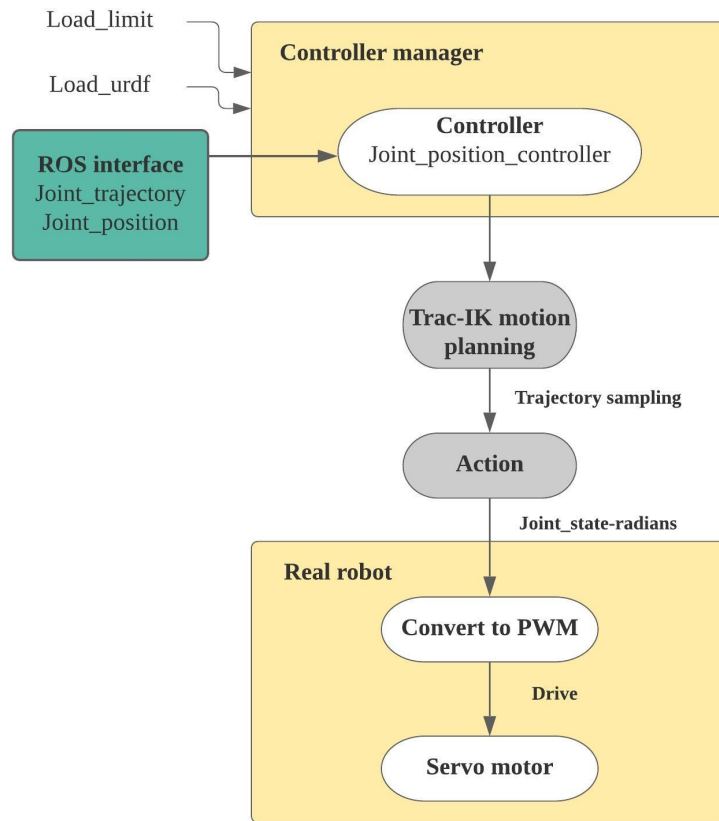 Load_limit
Load_urdf
Controller manager
Controller
Joint_position_controller
ROS interface
Joint_trajectory
Joint_position
Trac-IK motion
planning
Trajectory sampling
Action
Joint_state-radians
Real robot
Convert to PWM
Drive
Servo motor